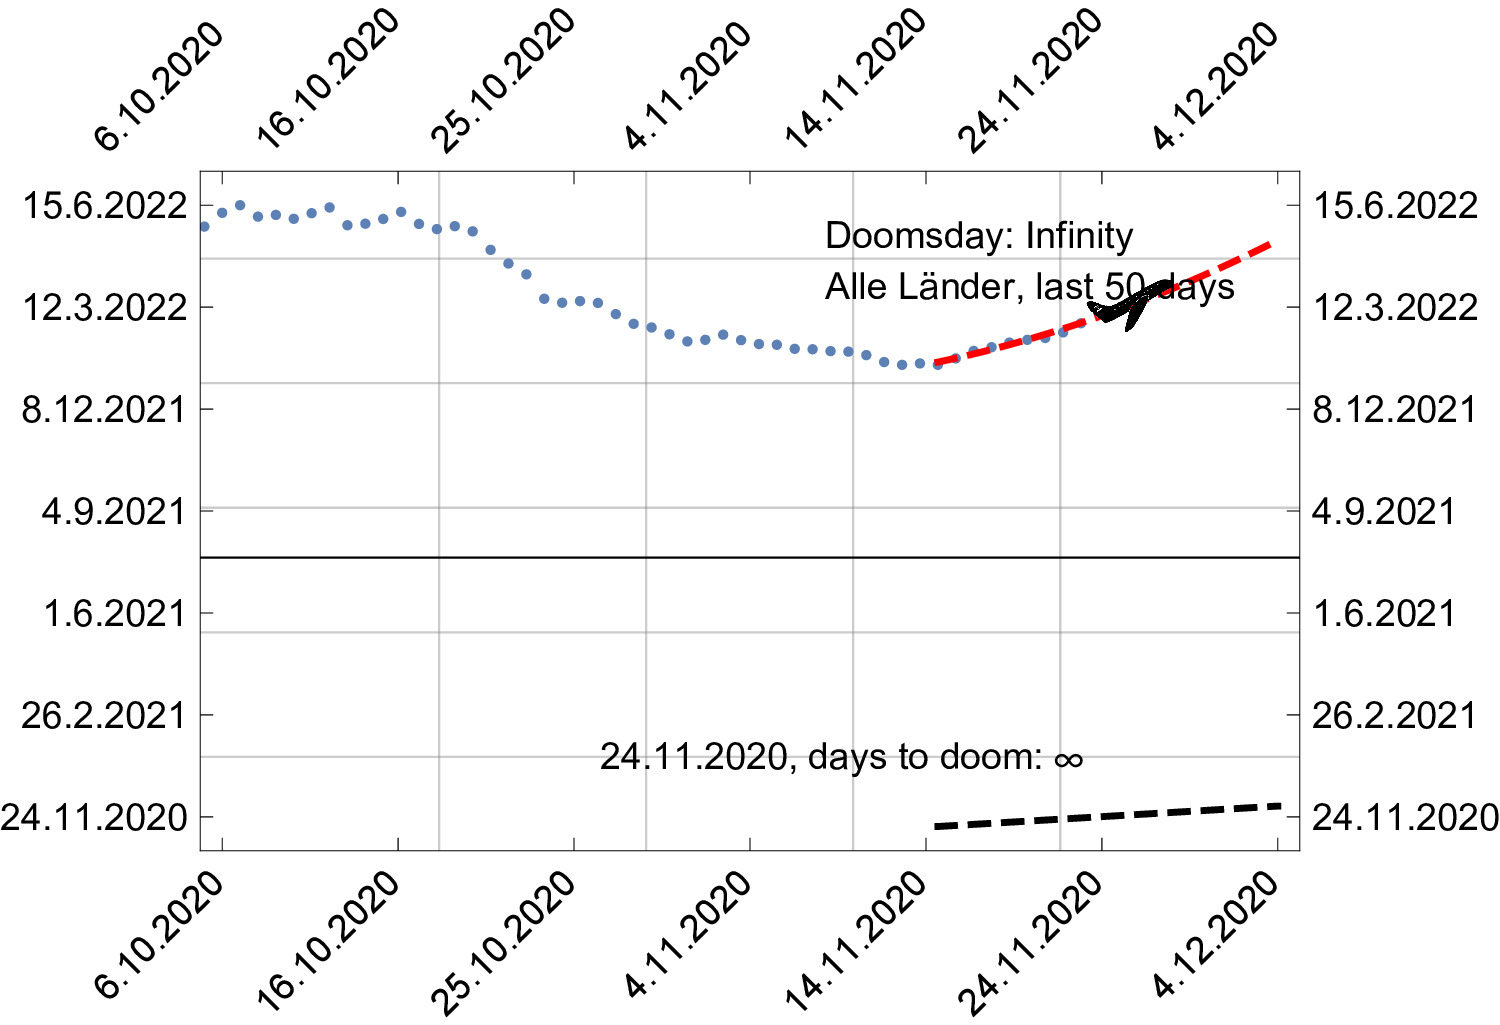 6.10.2020 16.10.2020 25.10.2020 4.11.2020 14.11.2020 24.11.2020 4.12.2020
15.6.2022 15.6.2022
Doomsday: Infinity
Alle Länder, last 50 days
12.3.2022 12.3.2022
8.12.2021 8.12.2021
4.9.2021 4.9.2021
1.6.2021 1.6.2021
26.2.2021 26.2.2021
24.11.2020, days to doom: ∞
24.11.2020 24.11.2020
6.10.2020 16.10.2020 25.10.2020 4.11.2020 14.11.2020 24.11.2020 4.12.2020